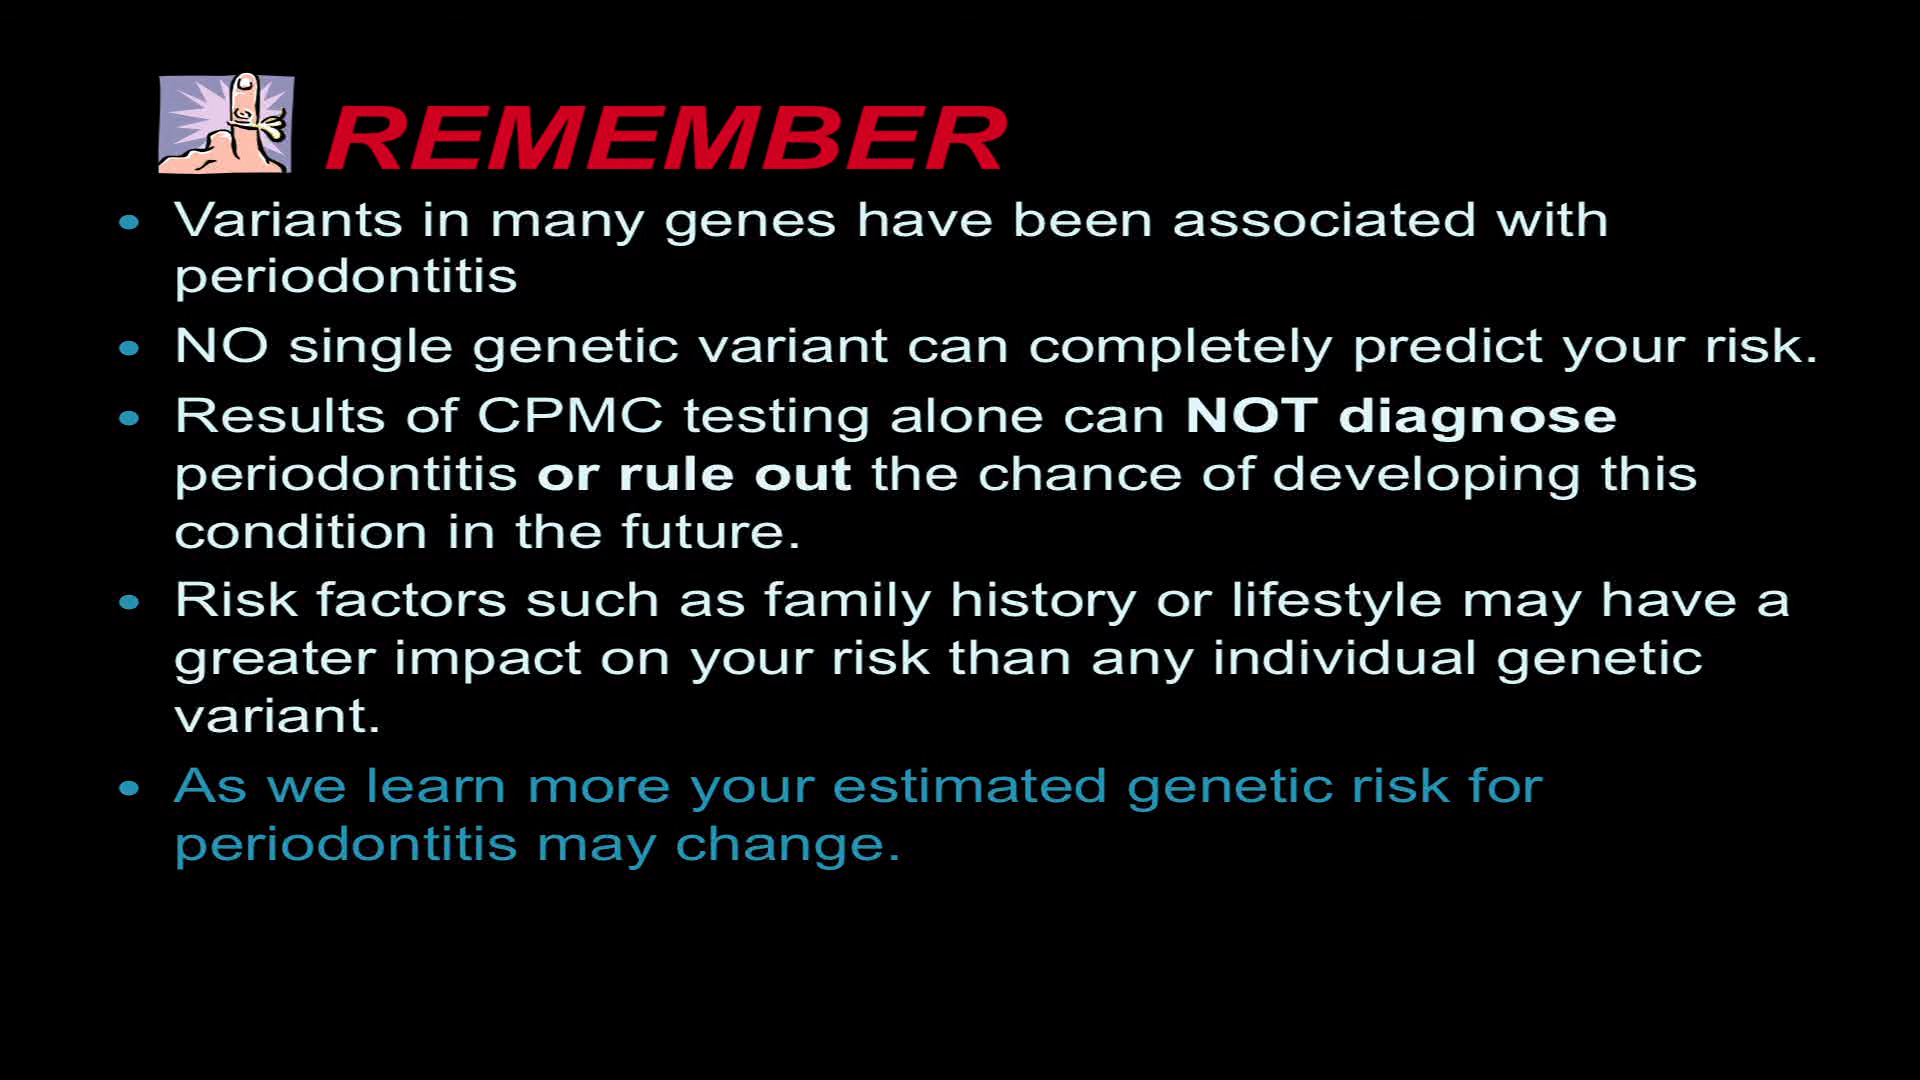 REMEMBER
• Variants in many genes have been associated with
periodontitis
• NO single genetic variant can completely predict your risk.
• Results of CPMC testing alone can NOT diagnose
periodontitis or rule out the chance of developing this
condition in the future.
• Risk factors such as family history or lifestyle may have a
greater impact on your risk than any individual genetic
variant.
• As we learn more your estimated genetic risk for
periodontitis may change.